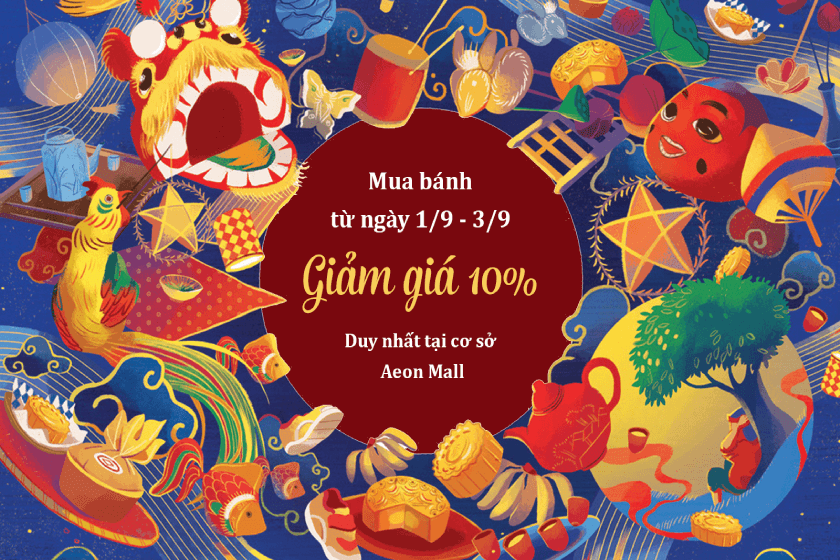 Mua bánh
từ ngày 1/9 - 3/9
Giảm giá 10%
Duy nhất tại cơ sở
Aeon Mall